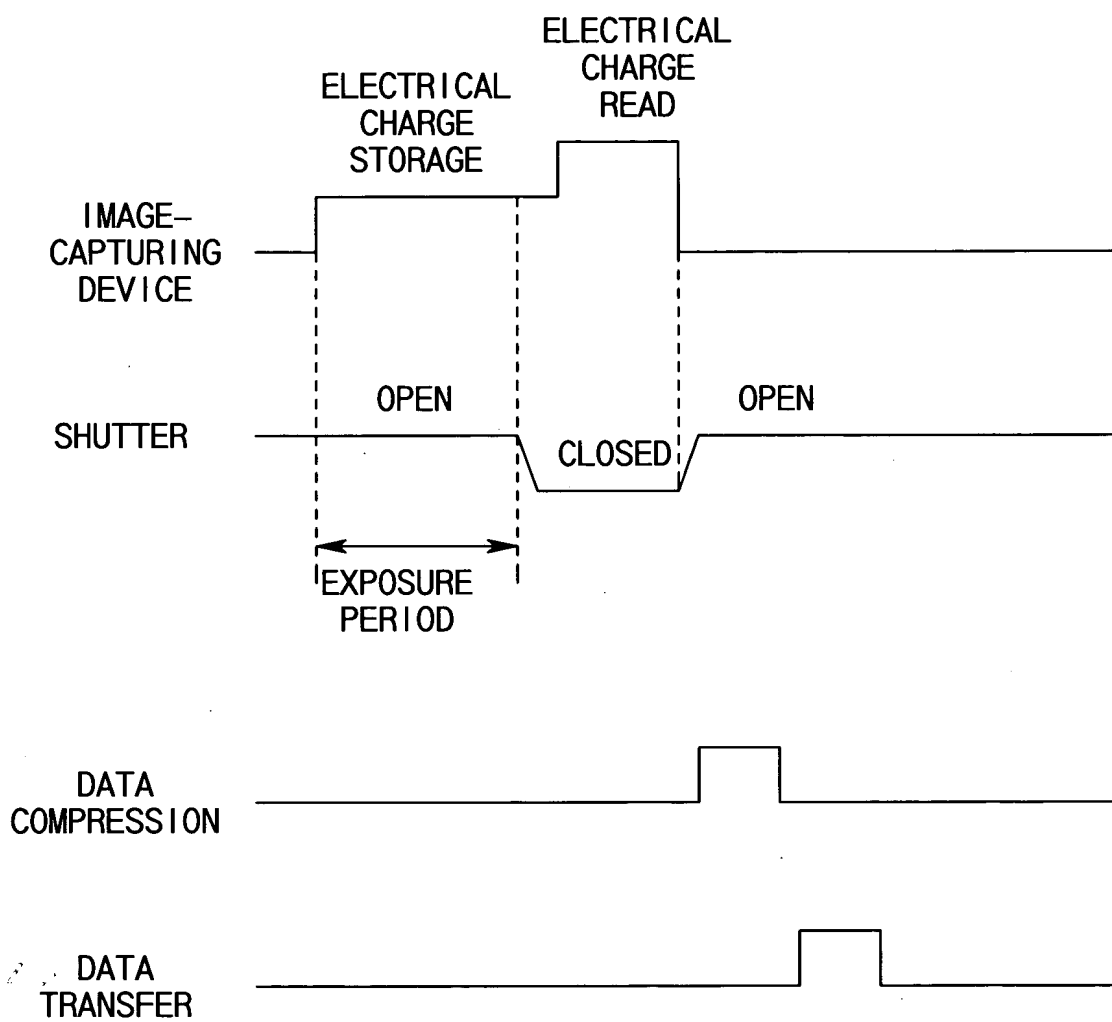 ELECTRICAL
CHARGE
READ
ELECTRICAL
CHARGE
STORAGE
IMAGE-
CAPTURING
DEVICE
OPEN
OPEN
SHUTTER
CLOSED
EXPOSURE
PERIOD
DATA
COMPRESSION
DATA
TRANSFER